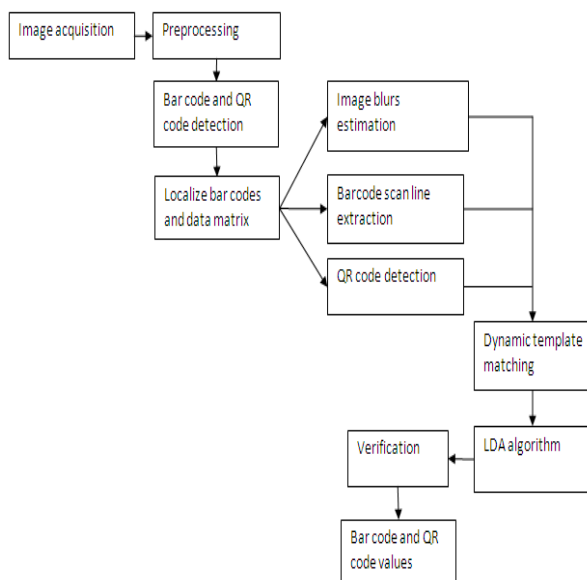 Image acquisition
Preprocessing
Bar code and QR
code detection
Localize bar codes
and data matrix
Image blurs
estimation
Barcode scan line
extraction
QR code detection
Dynamic template
matching
LDA algorithm
Verification
Bar code and QR
code values